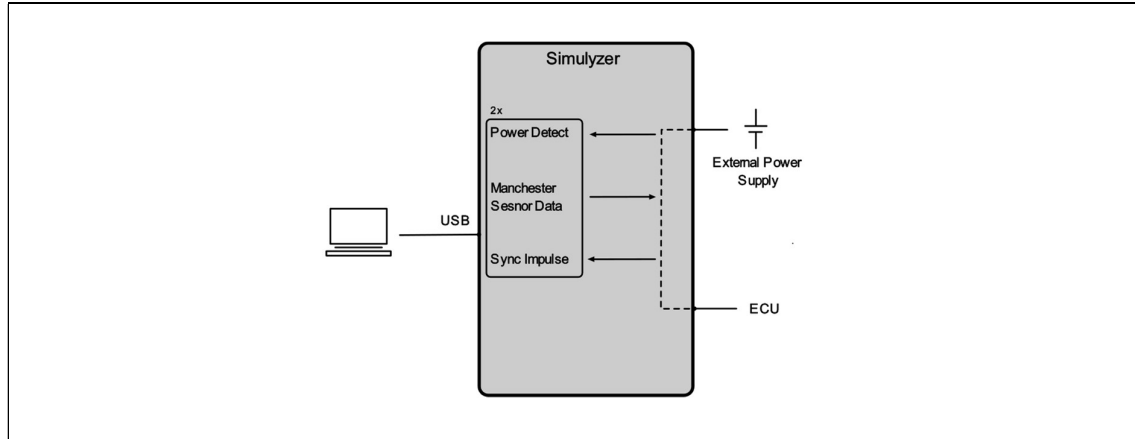 Simulyzer
2x
Power Detect
Manchester
Sesnor Data
Sync Impulse
USB
External Power
Supply
ECU